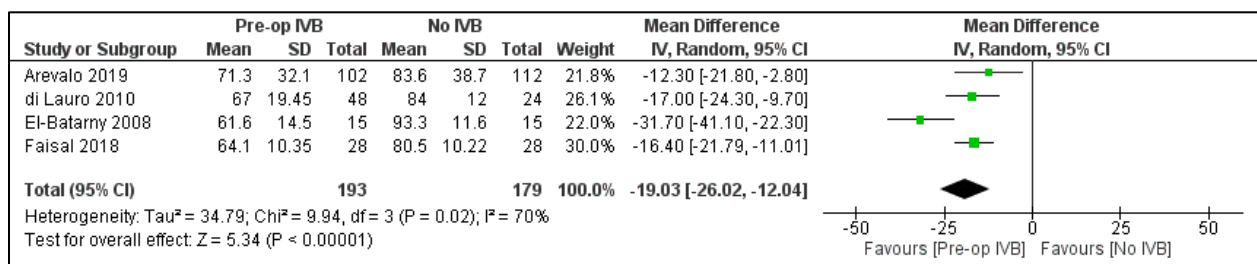 Pre-op IVB No IVB Mean Difference Mean Difference
Study or Subgroup Mean SD Total Mean SD Total Weight IV, Random, 95% CI IV, Random, 95% CI
Arevalo 2019 71.3 32.1 102 83.6 38.7 112 21.8% -12.30 [-21.80, -2.80]
di Lauro 2010 67 19.45 48 84 12 24 26.1% -17.00 [-24.30, -9.70]
El-Batarny 2008 61.6 14.5 15 93.3 11.6 15 22.0% -31.70 [-41.10, -22.30]
Faisal 2018 64.1 10.35 28 80.5 10.22 28 30.0% -16.40 [-21.79, -11.01]
Total (95% CI) 193 179 100.0% -19.03 [-26.02, -12.04]
Heterogeneity: Tau² = 34.79; Chi² = 9.94, df = 3 (P = 0.02); I² = 70%
Test for overall effect: Z = 5.34 (P < 0.00001)
-50 -25 0 25 50
Favours [Pre-op IVB] Favours [No IVB]